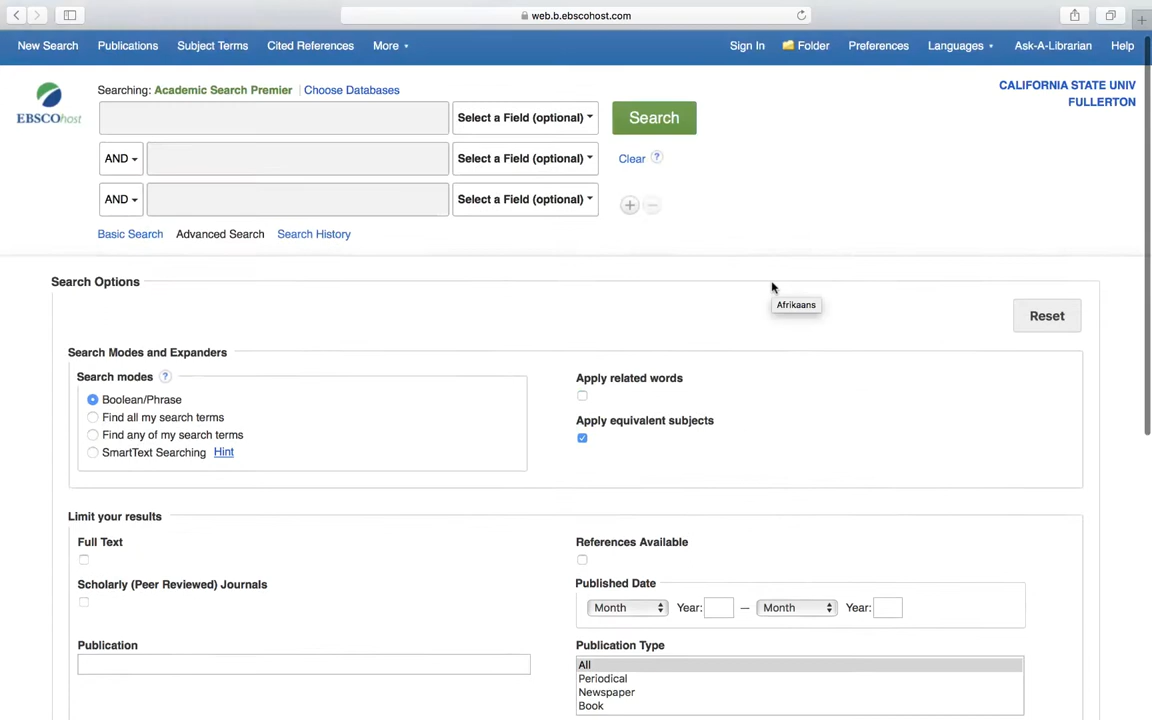 web.b.ebscohost.com
New Search Publications Subject Terms Cited References More Sign In Folder Preferences Languages Ask-A-Librarian Help
Searching: Academic Search Premier Choose Databases
CALIFORNIA STATE UNIV
FULLERTON
EBSCOhost
Select a Field (optional) Search
AND Select a Field (optional) Clear ?
AND Select a Field (optional)
Basic Search Advanced Search Search History
Search Options
Afrikaans
Reset
Search Modes and Expanders
Search modes ?
Boolean/Phrase
Find all my search terms
Find any of my search terms
SmartText Searching Hint
Apply related words
Apply equivalent subjects
Limit your results
Full Text
Scholarly (Peer Reviewed) Journals
Publication
References Available
Published Date
Month Year: — Month Year:
Publication Type
All
Periodical
Newspaper
Book